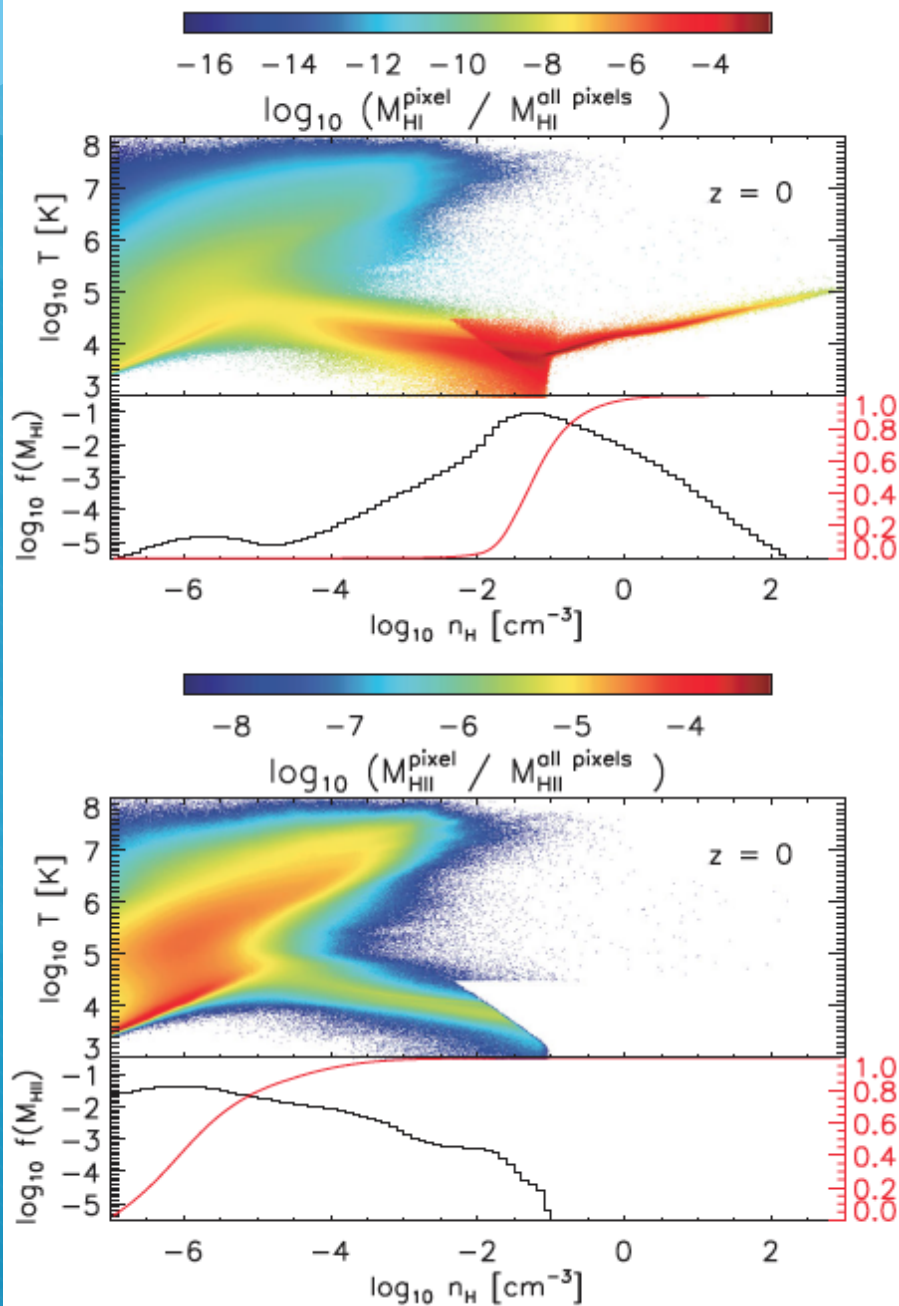 −16 −14 −12 −10 −8 −6 −4
log₁₀ (M_HI^pixel / M_HI^all pixels)
8
7
6
5
4
3
log₁₀ T [K]
z = 0
−1
−2
−3
−4
−5
log₁₀ f(M_HI)
1.0
0.8
0.6
0.4
0.2
0.0
−6 −4 −2 0 2
log₁₀ n_H [cm⁻³]
−8 −7 −6 −5 −4
log₁₀ (M_HII^pixel / M_HII^all pixels)
8
7
6
5
4
3
log₁₀ T [K]
z = 0
−1
−2
−3
−4
−5
log₁₀ f(M_HII)
1.0
0.8
0.6
0.4
0.2
0.0
−6 −4 −2 0 2
log₁₀ n_H [cm⁻³]